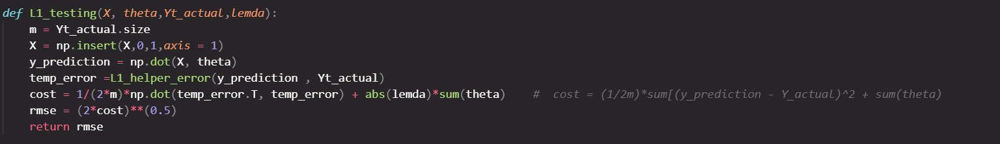 def L1_testing(X, theta,Yt_actual,lemda):
    m = Yt_actual.size
    X = np.insert(X,0,1,axis = 1)
    y_prediction = np.dot(X, theta)
    temp_error =L1_helper_error(y_prediction , Yt_actual)
    cost = 1/(2*m)*np.dot(temp_error.T, temp_error) + abs(lemda)*sum(theta)    #  cost = (1/2m)*sum[(y_prediction - Y_actual)^2 + sum(theta)
    rmse = (2*cost)**(0.5)
    return rmse